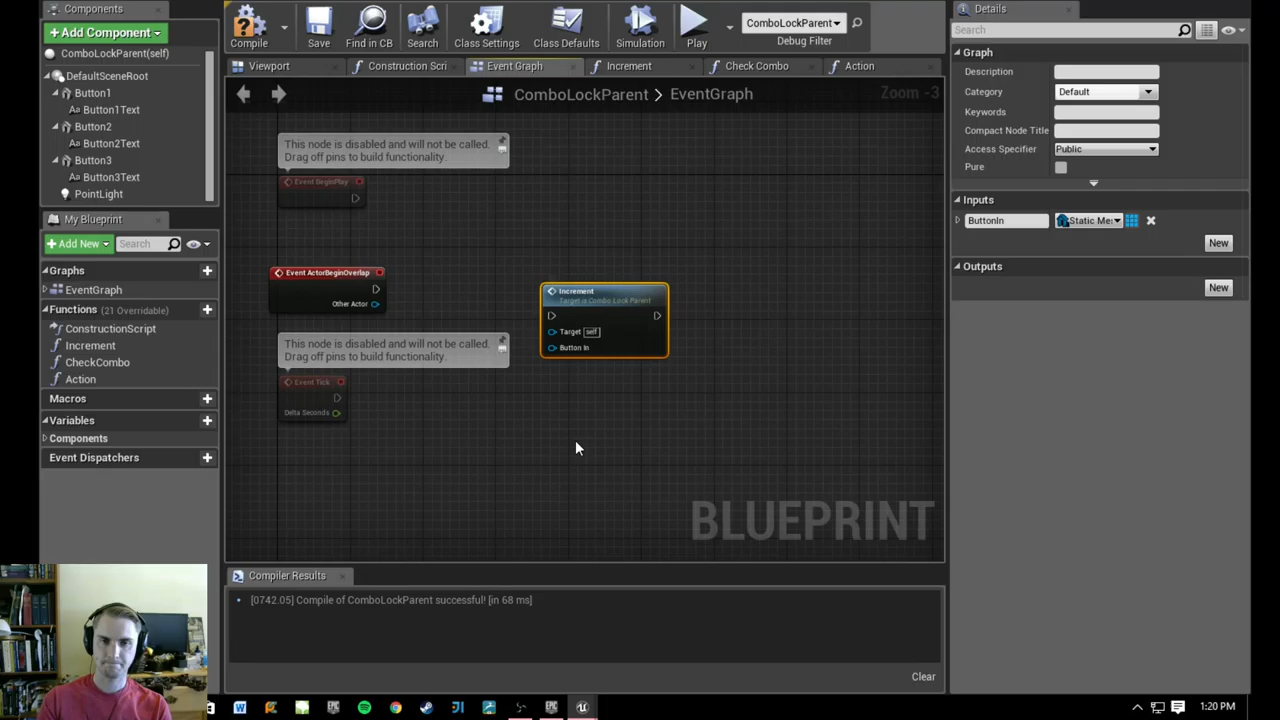 Components
+ Add Component
ComboLockParent(self)
DefaultSceneRoot
Button1
Button1Text
Button2
Button2Text
Button3
Button3Text
PointLight
My Blueprint
+ Add New
Search
Graphs
EventGraph
Functions (21 Overridable)
ConstructionScript
Increment
CheckCombo
Action
Macros
Variables
Components
Event Dispatchers
Compile
Save
Find in CB
Search
Class Settings
Class Defaults
Simulation
Play
ComboLockParent
Debug Filter
Viewport
Construction Scri
Event Graph
Increment
Check Combo
Action
ComboLockParent > EventGraph
Zoom -3
This node is disabled and will not be called.
Drag off pins to build functionality.
Event BeginPlay
Event ActorBeginOverlap
Other Actor
Increment
Target is Combo Lock Parent
Target self
Button In
This node is disabled and will not be called.
Drag off pins to build functionality.
Event Tick
Delta Seconds
BLUEPRINT
Compiler Results
[0742.05] Compile of ComboLockParent successful! [in 68 ms]
Clear
Details
Search
Graph
Description
Category Default
Keywords
Compact Node Title
Access Specifier Public
Pure
Inputs
ButtonIn Static Me
New
Outputs
New
1:20 PM